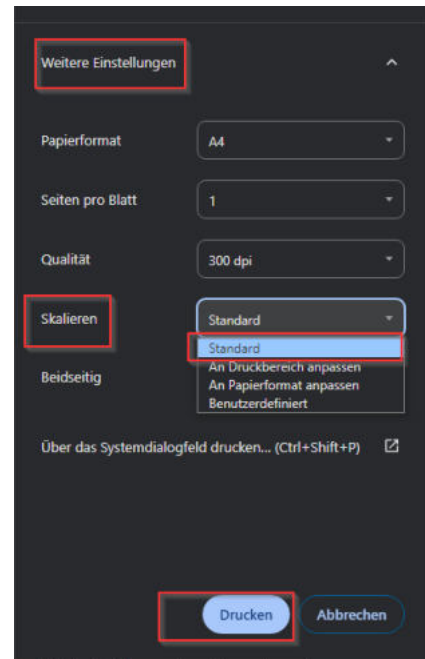 Weitere Einstellungen
Papierformat A4
Seiten pro Blatt 1
Qualität 300 dpi
Skalieren Standard
Standard
An Druckbereich anpassen
Beidseitig An Papierformat anpassen
Benutzerdefiniert
Über das Systemdialogfeld drucken... (Ctrl+Shift+P)
Drucken Abbrechen